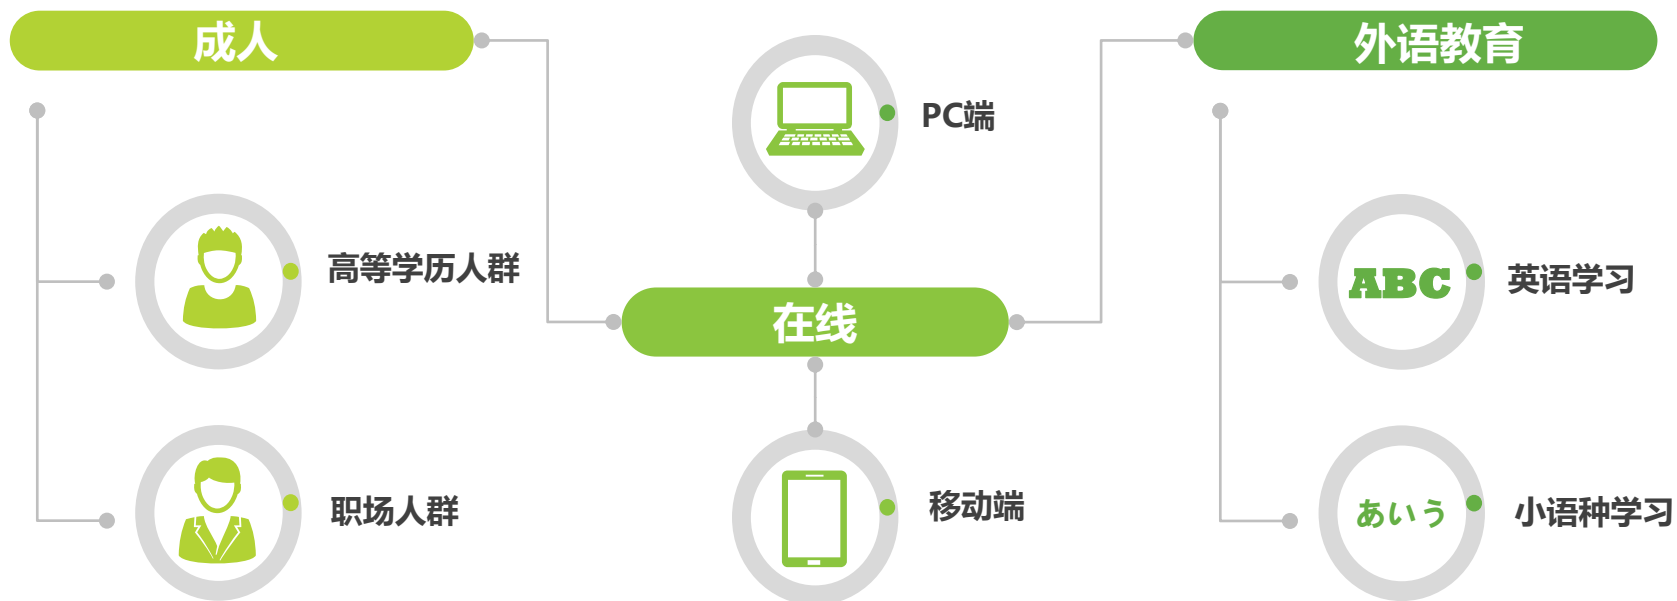 成人
高等学历人群
职场人群
PC端
在线
移动端
外语教育
ABC
英语学习
あいう
小语种学习